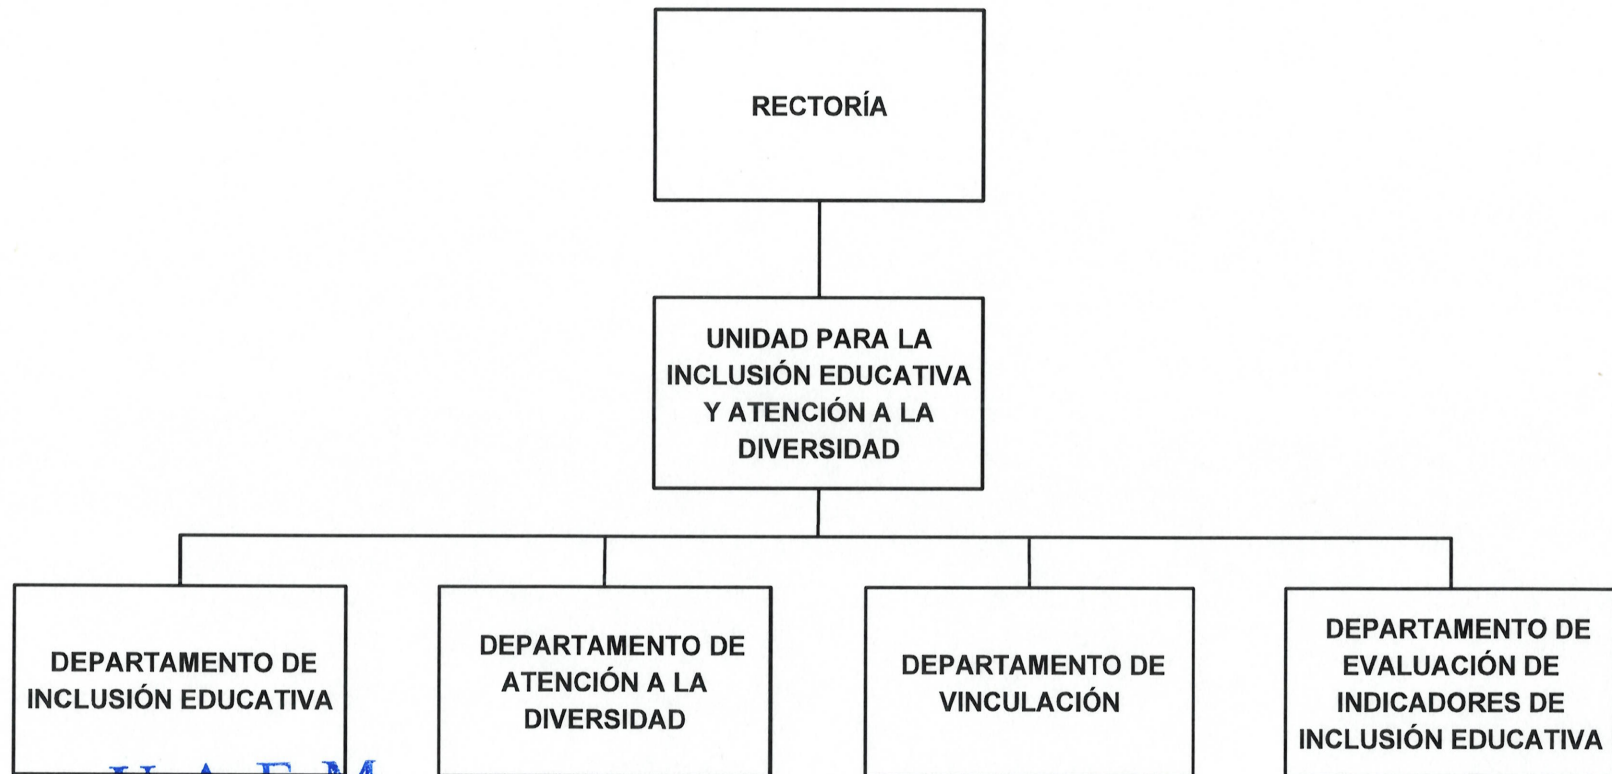 RECTORÍA
UNIDAD PARA LA
INCLUSIÓN EDUCATIVA
Y ATENCIÓN A LA
DIVERSIDAD
DEPARTAMENTO DE
INCLUSIÓN EDUCATIVA
DEPARTAMENTO DE
ATENCIÓN A LA
DIVERSIDAD
DEPARTAMENTO DE
VINCULACIÓN
DEPARTAMENTO DE
EVALUACIÓN DE
INDICADORES DE
INCLUSIÓN EDUCATIVA
U A E M